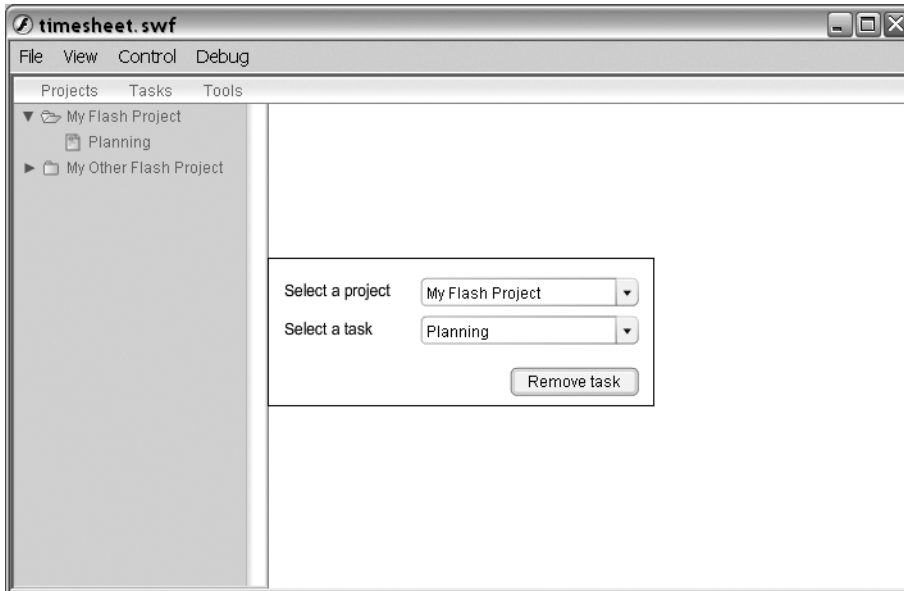 timesheet.swf
File View Control Debug
Projects Tasks Tools
My Flash Project
Planning
My Other Flash Project
Select a project My Flash Project
Select a task Planning
Remove task